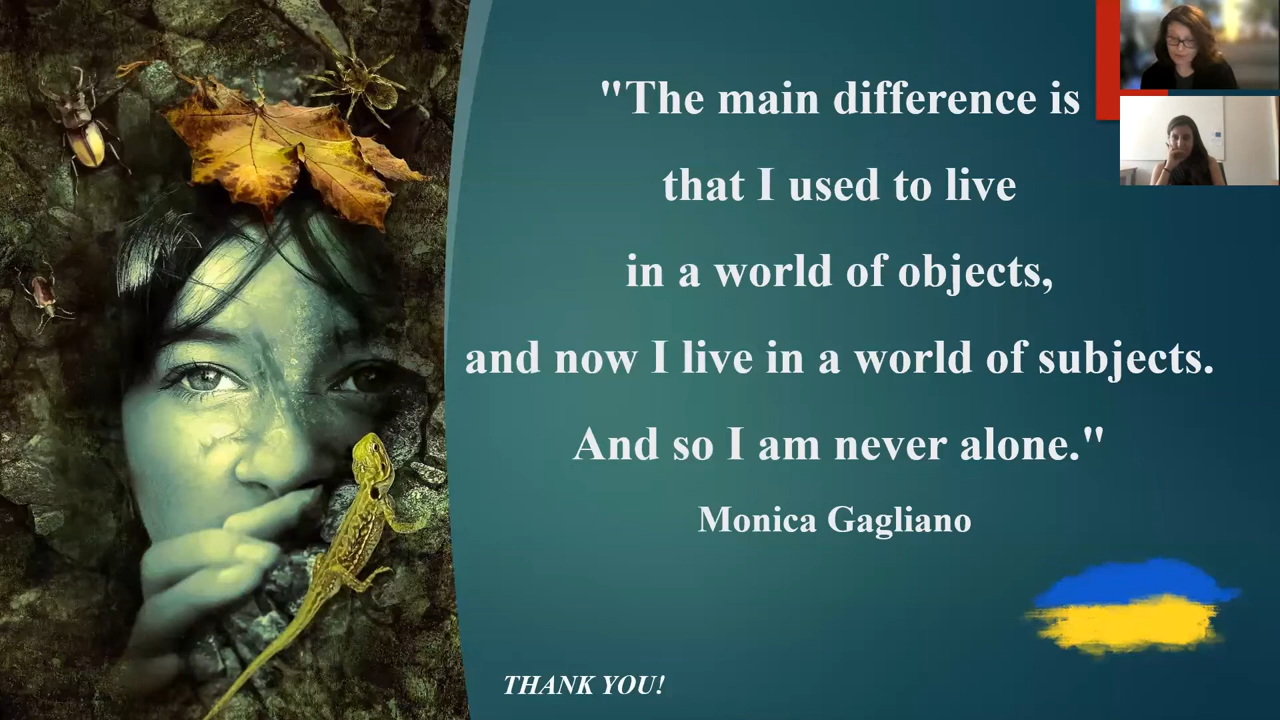 "The main difference is
that I used to live
in a world of objects,
and now I live in a world of subjects.
And so I am never alone."
Monica Gagliano
THANK YOU!